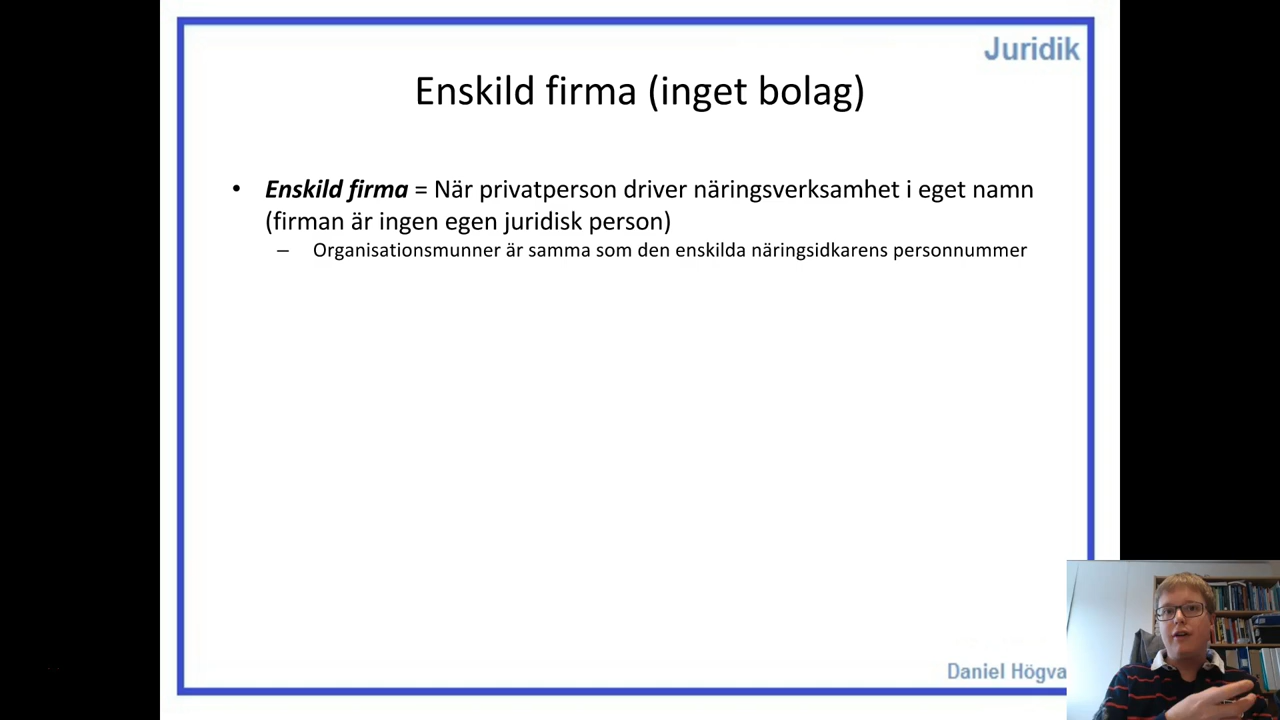 Juridik
Enskild firma (inget bolag)
• Enskild firma = När privatperson driver näringsverksamhet i eget namn
(firman är ingen egen juridisk person)
– Organisationsmunner är samma som den enskilda näringsidkarens personnummer
Daniel